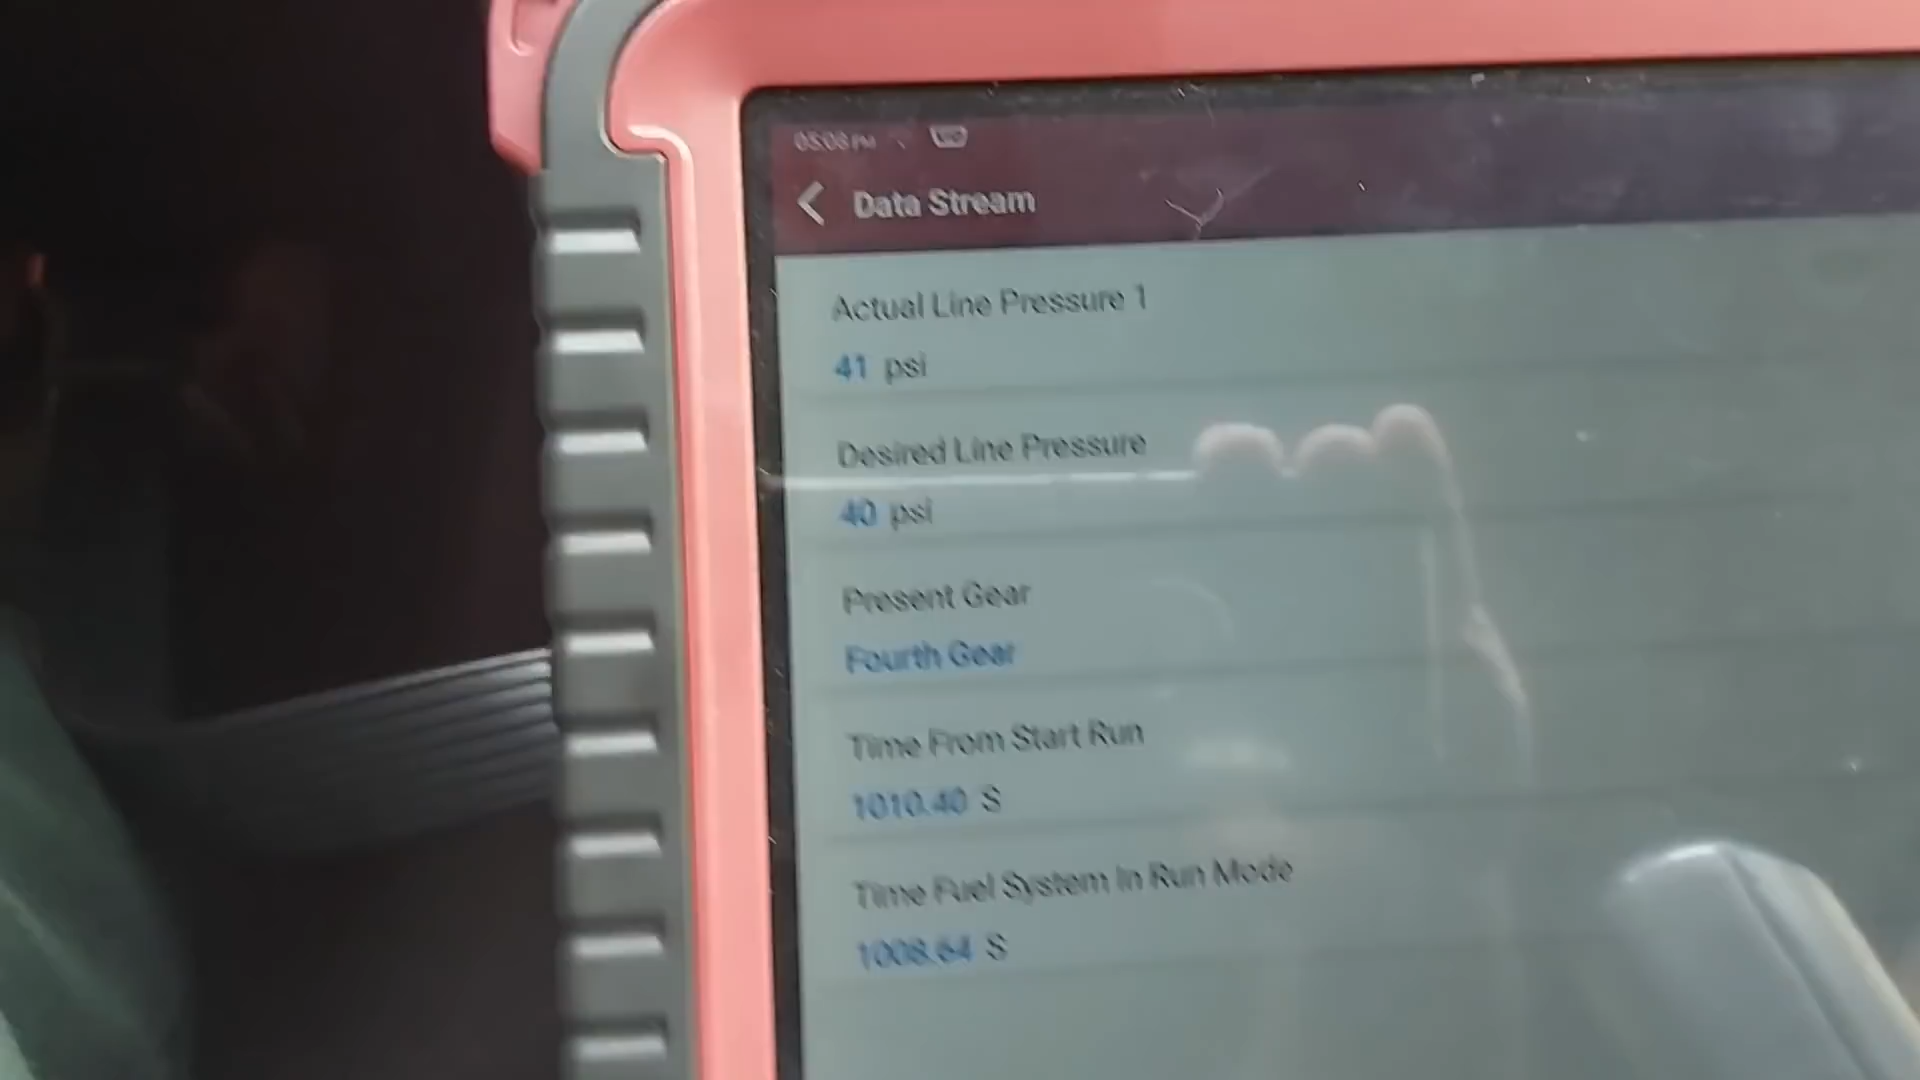 05:08 PM
Data Stream
Actual Line Pressure 1
41 psi
Desired Line Pressure
40 psi
Present Gear
Fourth Gear
Time From Start Run
1010.40 S
Time Fuel System In Run Mode
1008.64 S